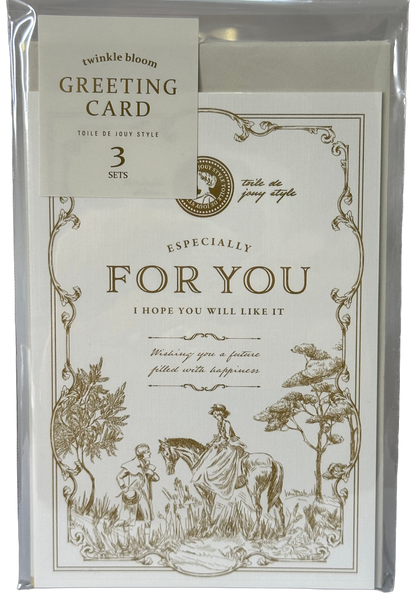 twinkle bloom
GREETING
CARD
TOILE DE JOUY STYLE
3
SETS
toile de
jouy style
ESPECIALLY
FOR YOU
I HOPE YOU WILL LIKE IT
Wishing you a future
filled with happiness